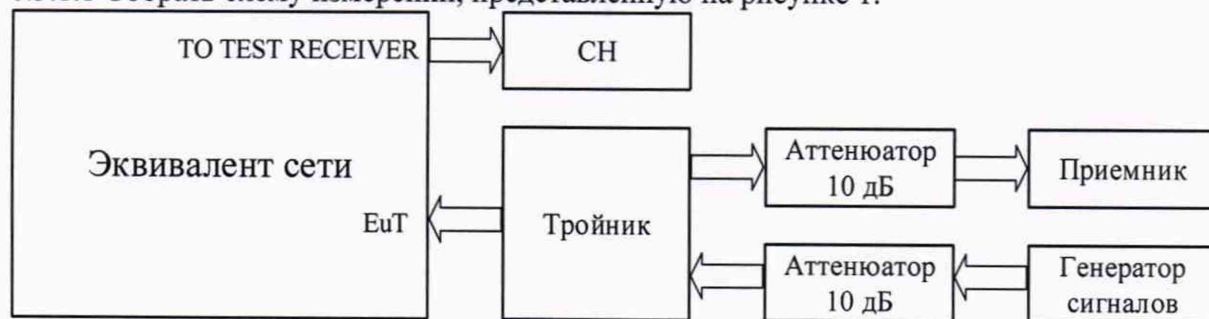 TO TEST RECEIVER
СН
Эквивалент сети
EuT
Тройник
Аттенюатор
10 дБ
Приемник
Аттенюатор
10 дБ
Генератор
сигналов